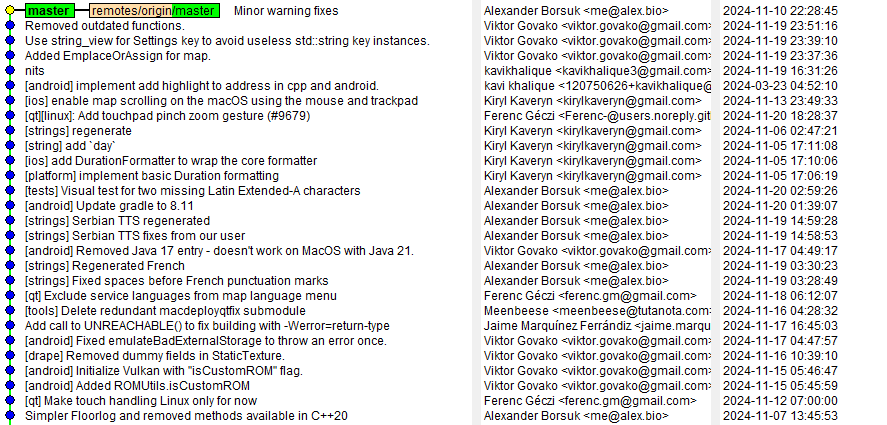 master remotes/origin/master Minor warning fixes Alexander Borsuk <me@alex.bio> 2024-11-10 22:28:45
Removed outdated functions. Viktor Govako <viktor.govako@gmail.com> 2024-11-19 23:51:16
Use string_view for Settings key to avoid useless std::string key instances. Viktor Govako <viktor.govako@gmail.com> 2024-11-19 23:39:10
Added EmplaceOrAssign for map. Viktor Govako <viktor.govako@gmail.com> 2024-11-19 23:37:36
nits kavikhalique <kavikhalique3@gmail.com> 2024-11-19 16:31:26
[android] implement add highlight to address in cpp and android. kavi khalique <120750626+kavikhalique@ 2024-03-23 04:52:10
[ios] enable map scrolling on the macOS using the mouse and trackpad Kiryl Kaveryn <kirylkaveryn@gmail.com> 2024-11-13 23:49:33
[qt][linux]: Add touchpad pinch zoom gesture (#9679) Ferenc Géczi <Ferenc-@users.noreply.git 2024-11-20 18:28:37
[strings] regenerate Kiryl Kaveryn <kirylkaveryn@gmail.com> 2024-11-06 02:47:21
[string] add `day` Kiryl Kaveryn <kirylkaveryn@gmail.com> 2024-11-05 17:11:08
[ios] add DurationFormatter to wrap the core formatter Kiryl Kaveryn <kirylkaveryn@gmail.com> 2024-11-05 17:10:06
[platform] implement basic Duration formatting Kiryl Kaveryn <kirylkaveryn@gmail.com> 2024-11-05 17:06:19
[tests] Visual test for two missing Latin Extended-A characters Alexander Borsuk <me@alex.bio> 2024-11-20 02:59:26
[android] Update gradle to 8.11 Alexander Borsuk <me@alex.bio> 2024-11-20 01:39:07
[strings] Serbian TTS regenerated Alexander Borsuk <me@alex.bio> 2024-11-19 14:59:28
[strings] Serbian TTS fixes from our user Alexander Borsuk <me@alex.bio> 2024-11-19 14:58:53
[android] Removed Java 17 entry - doesn't work on MacOS with Java 21. Viktor Govako <viktor.govako@gmail.com> 2024-11-17 04:49:17
[strings] Regenerated French Alexander Borsuk <me@alex.bio> 2024-11-19 03:30:23
[strings] Fixed spaces before French punctuation marks Alexander Borsuk <me@alex.bio> 2024-11-19 03:28:49
[qt] Exclude service languages from map language menu Ferenc Géczi <ferenc.gm@gmail.com> 2024-11-18 06:12:07
[tools] Delete redundant macdeployqtfix submodule Meenbeese <meenbeese@tutanota.com> 2024-11-16 04:28:32
Add call to UNREACHABLE() to fix building with -Werror=return-type Jaime Marquínez Ferrándiz <jaime.marqu 2024-11-17 16:45:03
[android] Fixed emulateBadExternalStorage to throw an error once. Viktor Govako <viktor.govako@gmail.com> 2024-11-17 04:47:57
[drape] Removed dummy fields in StaticTexture. Viktor Govako <viktor.govako@gmail.com> 2024-11-16 10:39:10
[android] Initialize Vulkan with "isCustomROM" flag. Viktor Govako <viktor.govako@gmail.com> 2024-11-15 05:46:47
[android] Added ROMUtils.isCustomROM Viktor Govako <viktor.govako@gmail.com> 2024-11-15 05:45:59
[qt] Make touch handling Linux only for now Ferenc Géczi <ferenc.gm@gmail.com> 2024-11-12 07:00:00
Simpler Floorlog and removed methods available in C++20 Alexander Borsuk <me@alex.bio> 2024-11-07 13:45:53